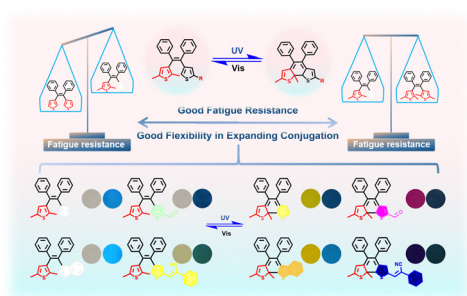 UV
Vis
S
S
R
S
S
R
Good Fatigue Resistance
Good Flexibility in Expanding Conjugation
Fatigue resistance
Fatigue resistance
UV
Vis
S
S
S
S
O
S
S
NC
S